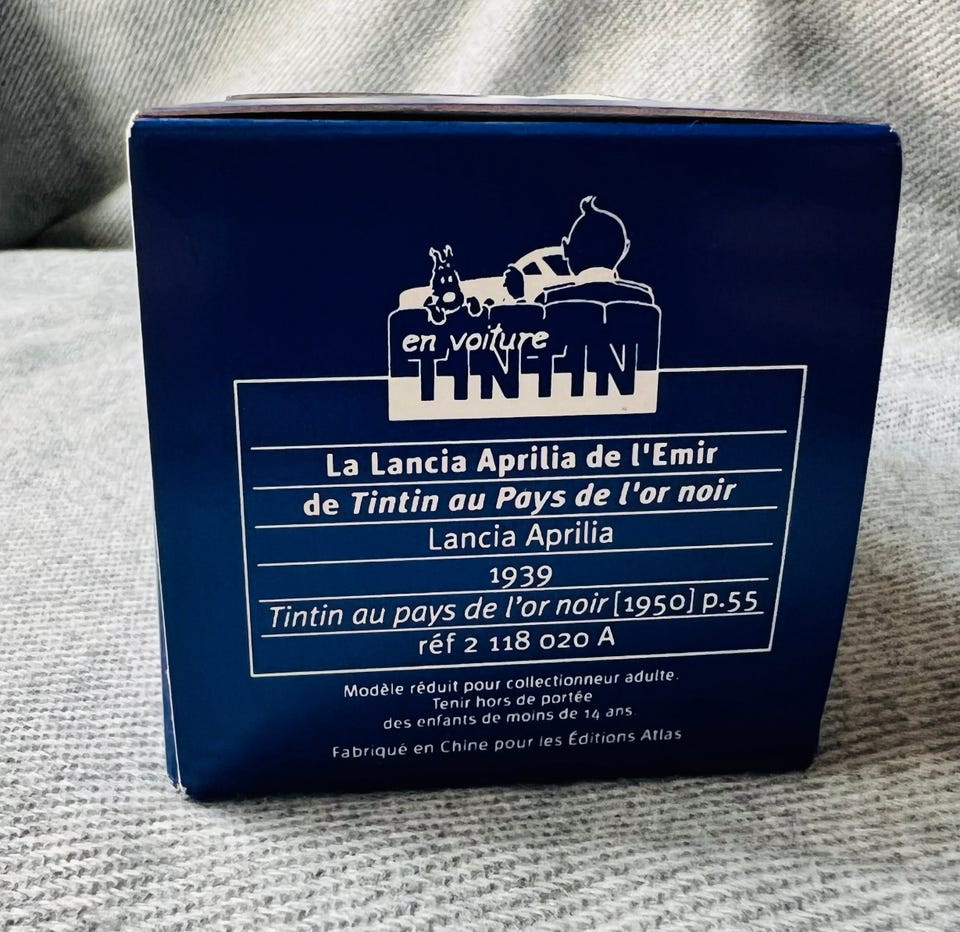 en voiture
TINTIN
La Lancia Aprilia de l'Emir
de Tintin au Pays de l'or noir
Lancia Aprilia
1939
Tintin au pays de l'or noir [1950] p.55
réf 2 118 020 A
Modèle réduit pour collectionneur adulte.
Tenir hors de portée
des enfants de moins de 14 ans.
Fabriqué en Chine pour les Éditions Atlas